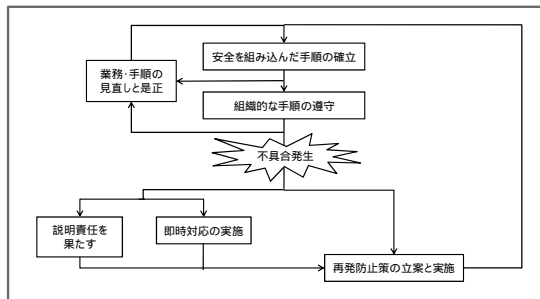 安全を組み込んだ手順の確立
業務・手順の
見直しと是正
組織的な手順の遵守
不具合発生
説明責任を
果たす
即時対応の実施
再発防止策の立案と実施